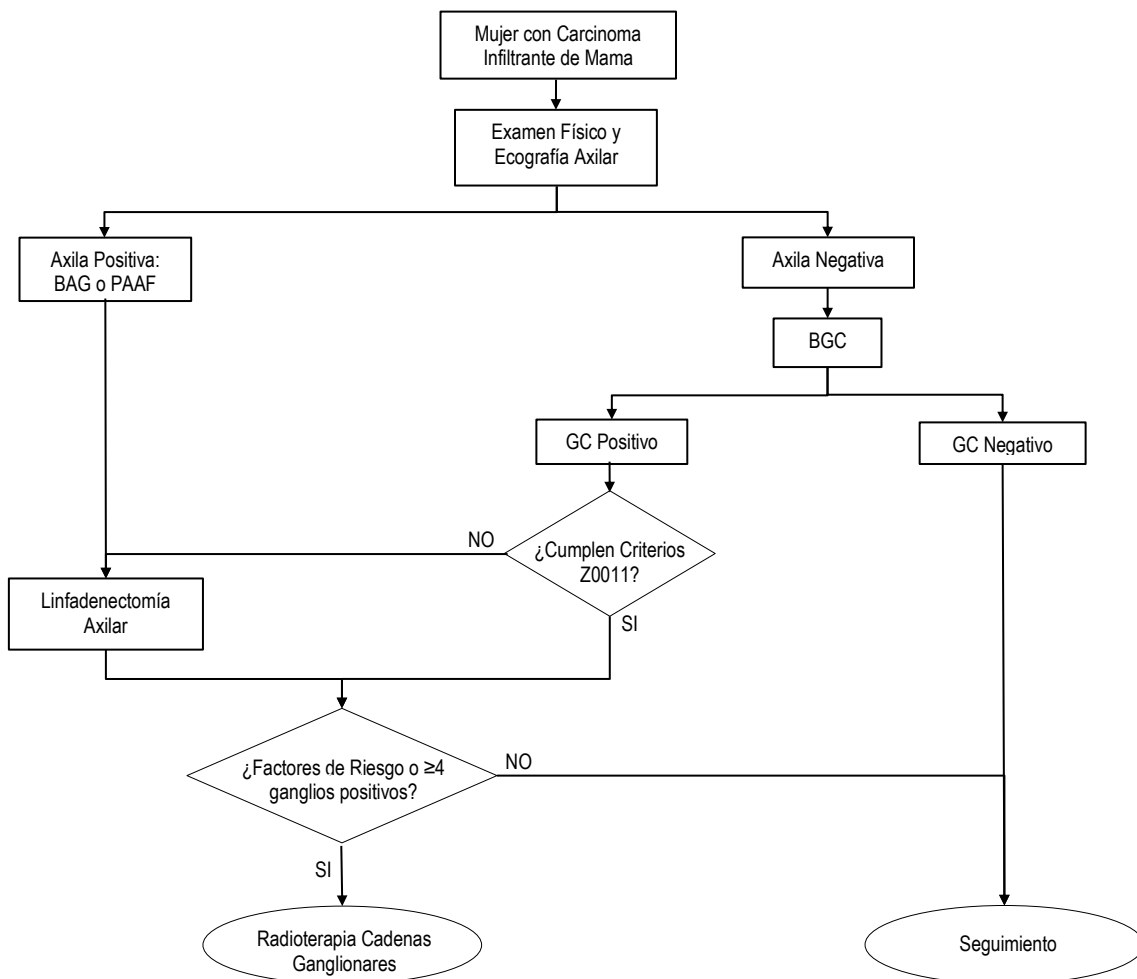 Mujer con Carcinoma
Infiltrante de Mama
Examen Físico y
Ecografía Axilar
Axila Positiva:
BAG o PAAF
Axila Negativa
BGC
GC Positivo
GC Negativo
NO
¿Cumplen Criterios
Z0011?
SI
Linfadenectomía
Axilar
¿Factores de Riesgo o ≥4
ganglios positivos?
NO
SI
Radioterapia Cadenas
Ganglionares
Seguimiento